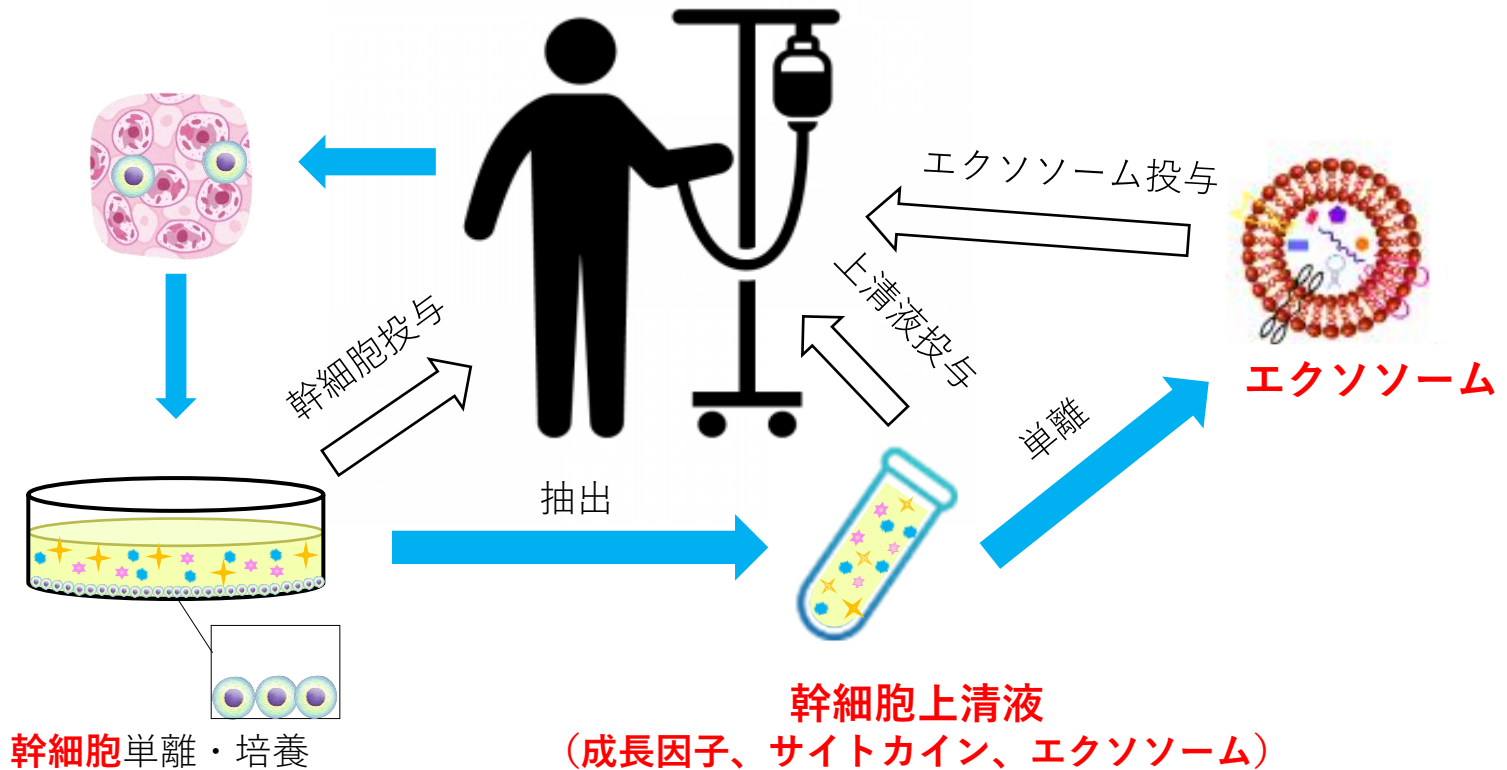 エクソソーム投与
上清液投与
幹細胞投与
エクソソーム
単離
抽出
幹細胞上清液
（成長因子、サイトカイン、エクソソーム）
幹細胞単離・培養